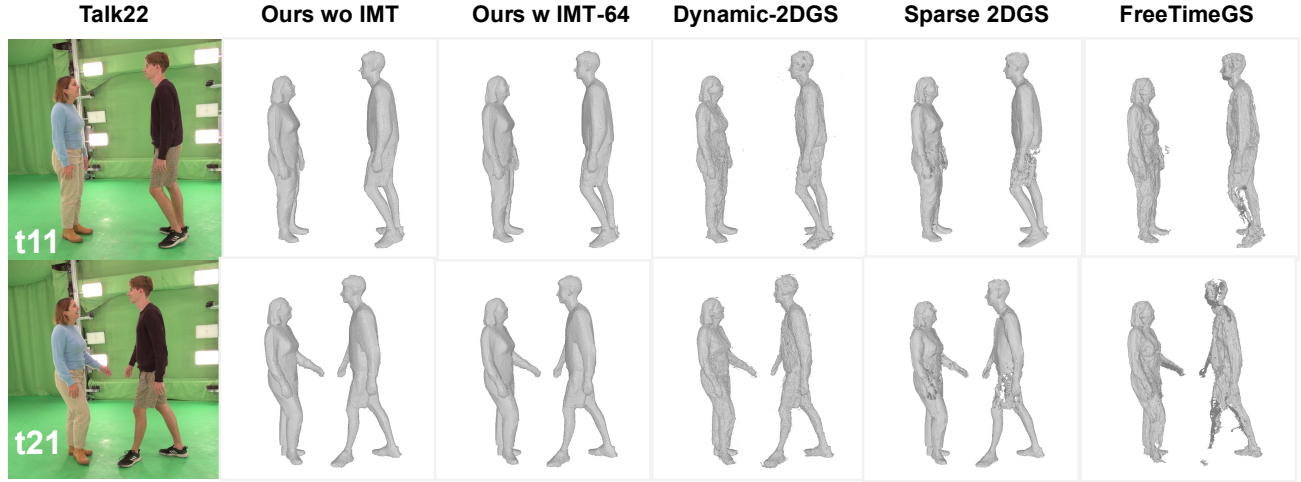 Talk22 Ours wo IMT Ours w IMT-64 Dynamic-2DGS Sparse 2DGS FreeTimeGS
t11
t21